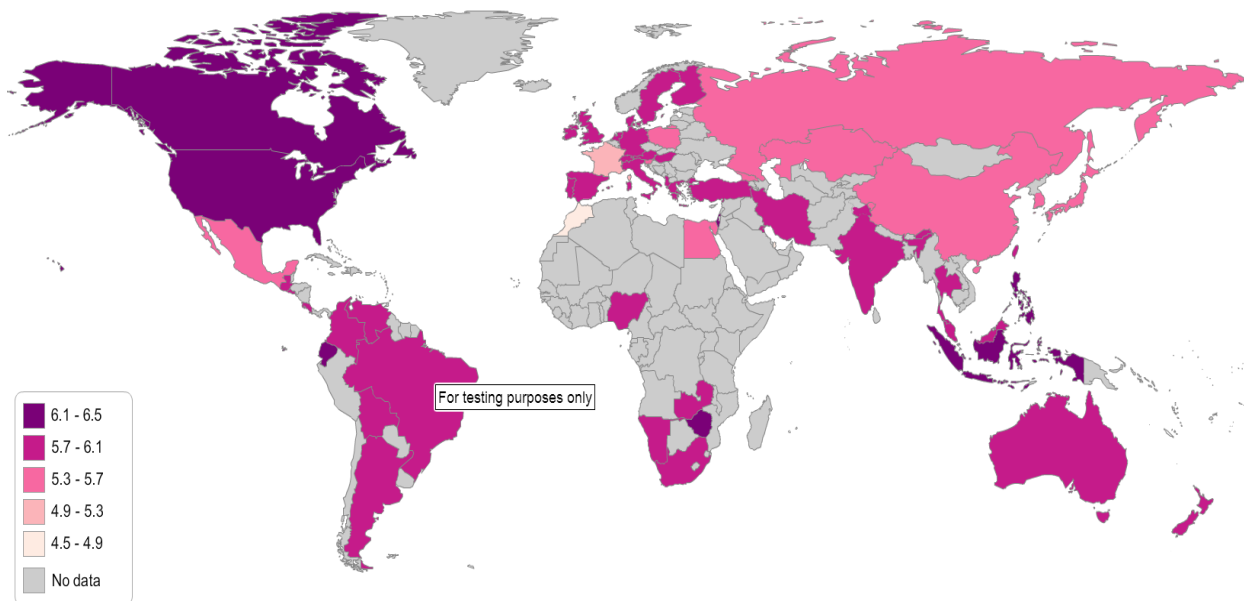 For testing purposes only
6.1 - 6.5
5.7 - 6.1
5.3 - 5.7
4.9 - 5.3
4.5 - 4.9
No data